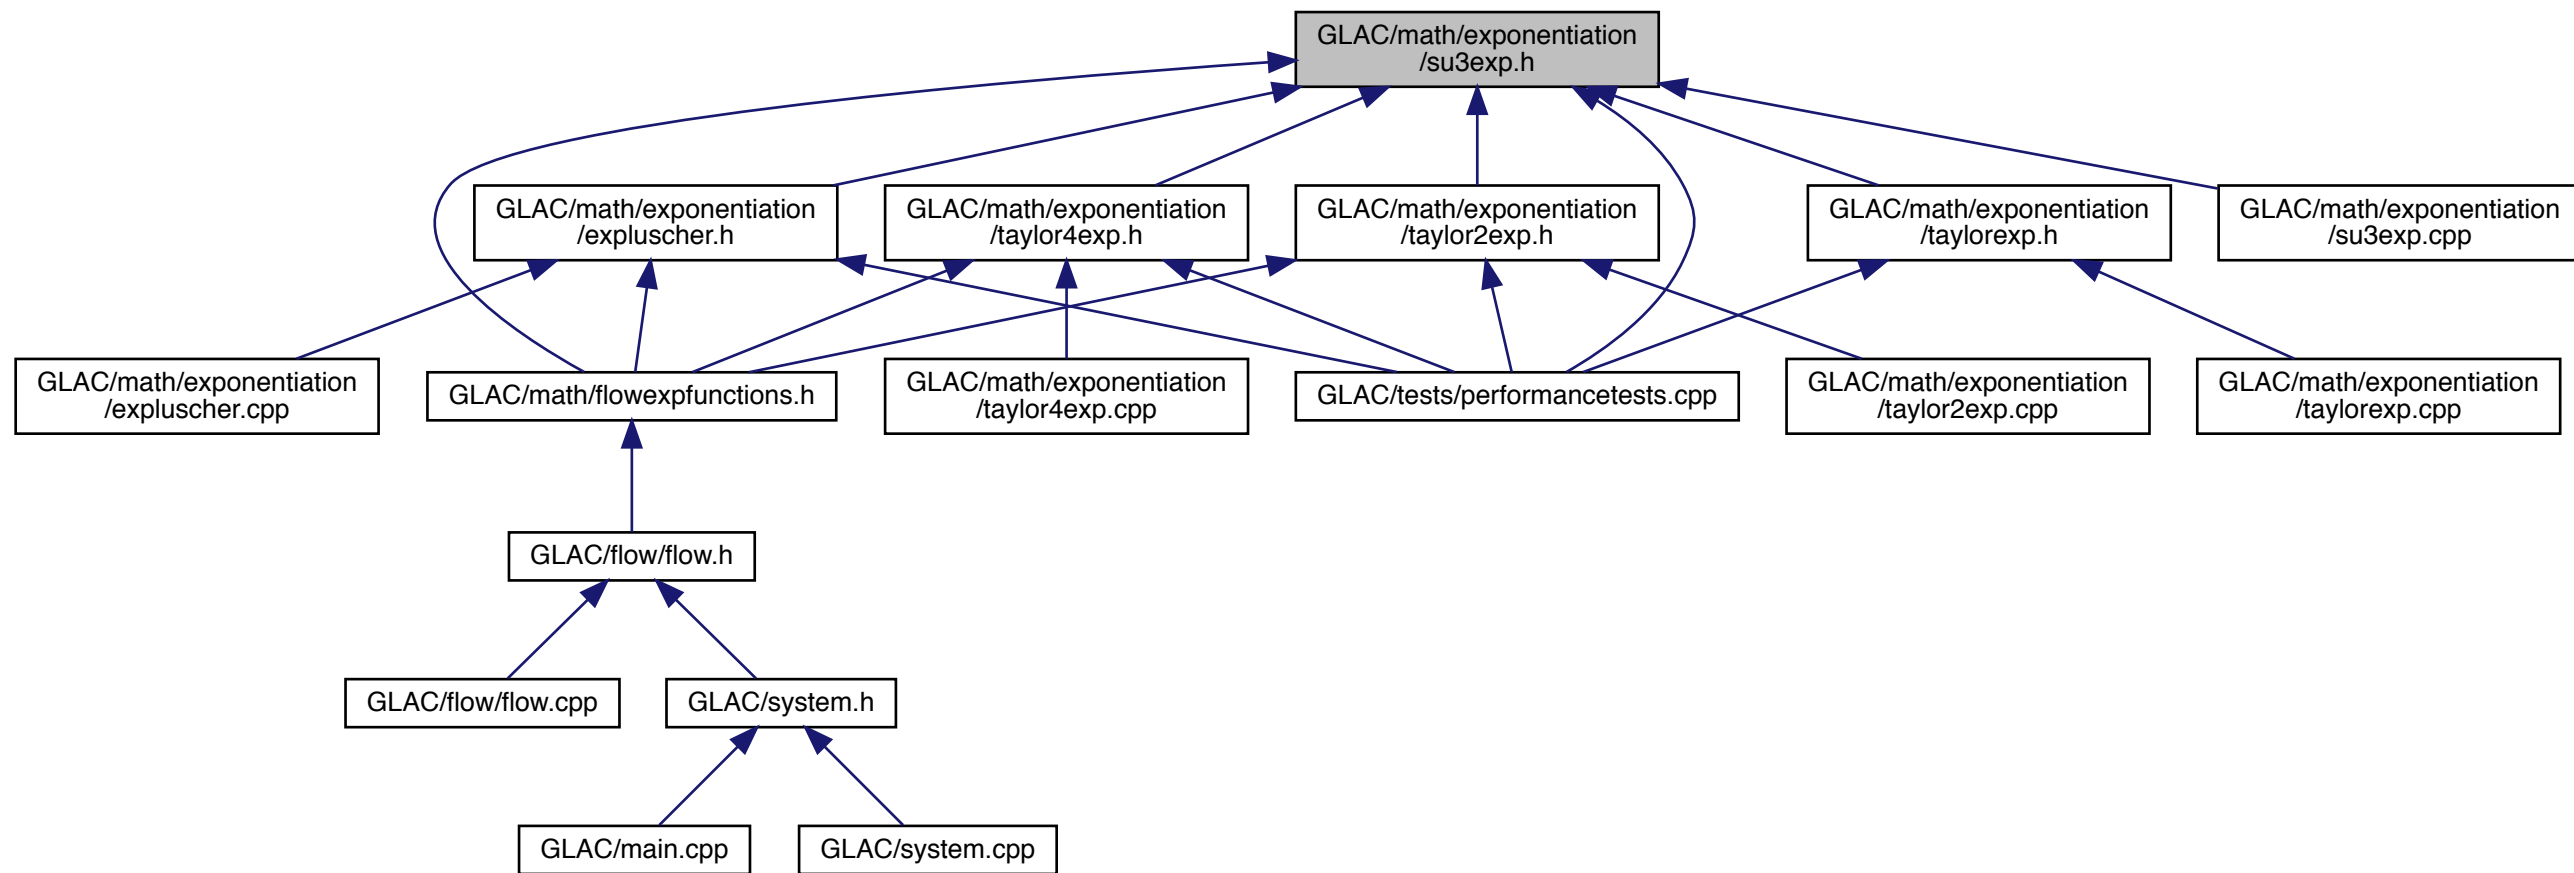 GLAC/math/exponentiation
/su3exp.h
GLAC/math/exponentiation
/expluscher.h
GLAC/math/exponentiation
/taylor4exp.h
GLAC/math/exponentiation
/taylor2exp.h
GLAC/math/exponentiation
/taylorexp.h
GLAC/math/exponentiation
/su3exp.cpp
GLAC/math/exponentiation
/expluscher.cpp
GLAC/math/flowexpfunctions.h
GLAC/math/exponentiation
/taylor4exp.cpp
GLAC/tests/performancetests.cpp
GLAC/math/exponentiation
/taylor2exp.cpp
GLAC/math/exponentiation
/taylorexp.cpp
GLAC/flow/flow.h
GLAC/flow/flow.cpp
GLAC/system.h
GLAC/main.cpp
GLAC/system.cpp